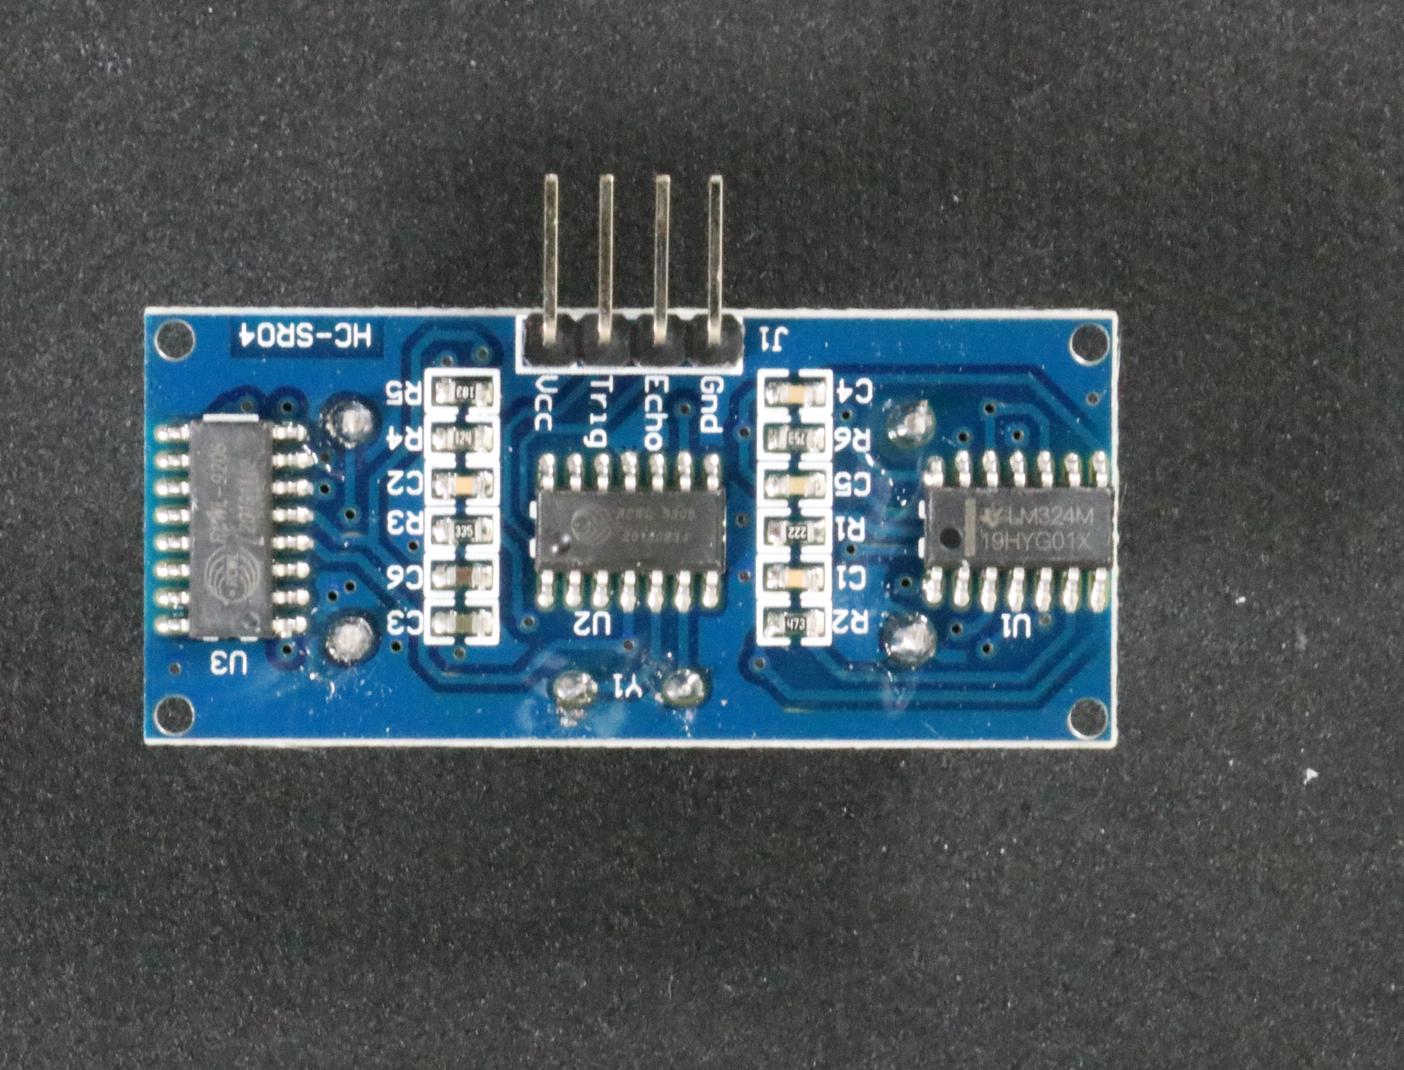 HC-SR04
J1
Vcc
Trig
Echo
Gnd
R5
103
R4
124
C2
R3
335
C6
C3
C4
R6
753
C5
R1
222
C1
R2
473
U3
U2
Y1
U1
LM324M
19HYG01X